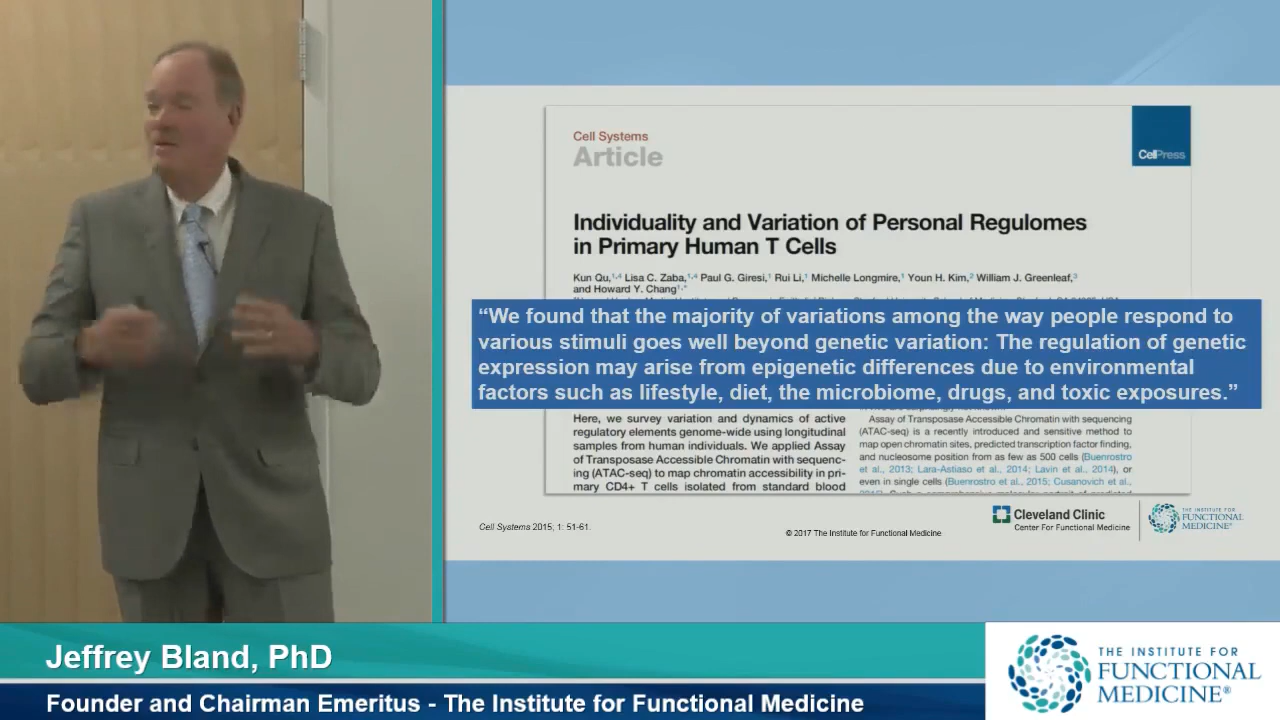 Cell Systems
Article
CellPress
Individuality and Variation of Personal Regulomes
in Primary Human T Cells
Kun Qu,1,4 Lisa C. Zaba,1,4 Paul G. Giresi,1 Rui Li,1 Michelle Longmire,1 Youn H. Kim,2 William J. Greenleaf,3
and Howard Y. Chang1,*
“We found that the majority of variations among the way people respond to
various stimuli goes well beyond genetic variation: The regulation of genetic
expression may arise from epigenetic differences due to environmental
factors such as lifestyle, diet, the microbiome, drugs, and toxic exposures.”
Here, we survey variation and dynamics of active
regulatory elements genome-wide using longitudinal
samples from human individuals. We applied Assay
of Transposase Accessible Chromatin with sequenc-
ing (ATAC-seq) to map chromatin accessibility in pri-
mary CD4+ T cells isolated from standard blood
Assay of Transposase Accessible Chromatin with sequencing
(ATAC-seq) is a recently introduced and sensitive method to
map open chromatin sites, predicted transcription factor finding,
and nucleosome position from as few as 500 cells (Buenrostro
et al., 2013; Lara-Astiaso et al., 2014; Lavin et al., 2014), or
even in single cells (Buenrostro et al., 2015; Cusanovich et al.,
Cell Systems 2015; 1: 51-61.
© 2017 The Institute for Functional Medicine
Cleveland Clinic
Center For Functional Medicine
THE INSTITUTE FOR
FUNCTIONAL
MEDICINE®
Jeffrey Bland, PhD
Founder and Chairman Emeritus - The Institute for Functional Medicine
THE INSTITUTE FOR
FUNCTIONAL
MEDICINE®